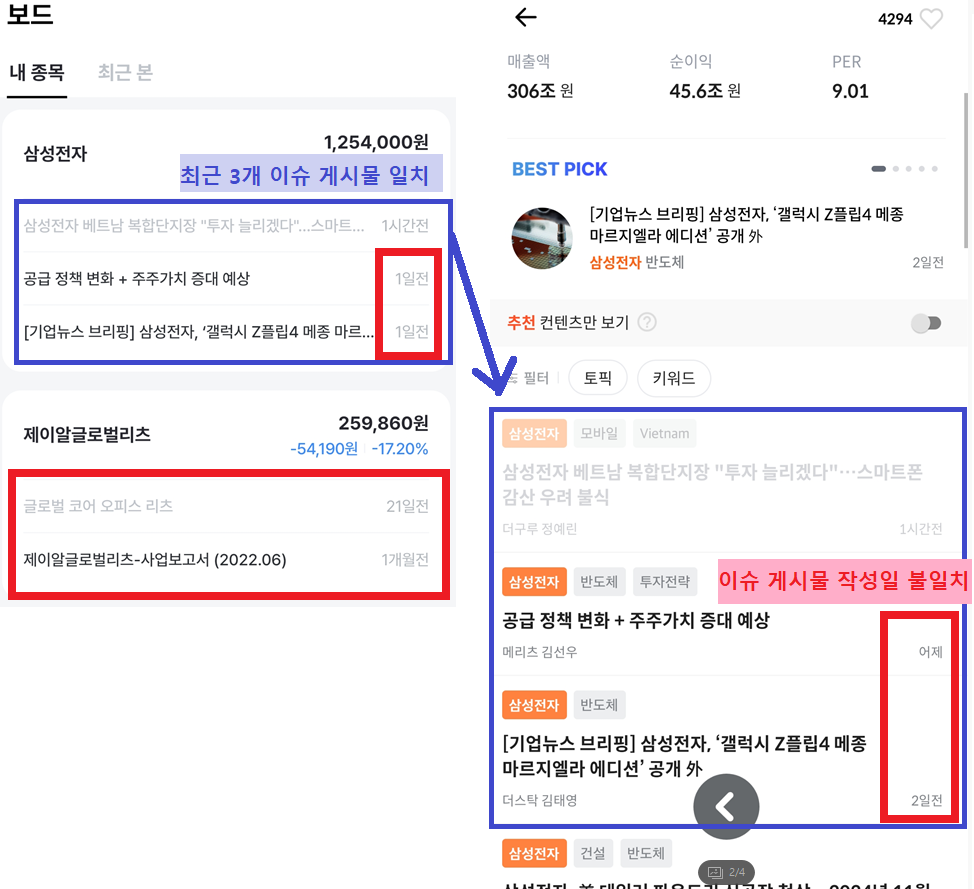 보드
내 종목
최근 본
삼성전자
1,254,000원
최근 3개 이슈 게시물 일치
삼성전자 베트남 복합단지장 "투자 늘리겠다"...스마트...
1시간전
공급 정책 변화 + 주주가치 증대 예상
1일전
[기업뉴스 브리핑] 삼성전자, ‘갤럭시 Z플립4 메종 마르...
1일전
제이알글로벌리츠
259,860원
-54,190원
-17.20%
글로벌 코어 오피스 리츠
21일전
제이알글로벌리츠-사업보고서 (2022.06)
1개월전
4294
매출액
순이익
PER
306조 원
45.6조 원
9.01
BEST PICK
[기업뉴스 브리핑] 삼성전자, ‘갤럭시 Z플립4 메종
마르지엘라 에디션’ 공개 外
삼성전자 반도체
2일전
추천 컨텐츠만 보기 ?
필터
토픽
키워드
삼성전자
모바일
Vietnam
삼성전자 베트남 복합단지장 "투자 늘리겠다"…스마트폰
감산 우려 불식
더구루 정예린
1시간전
삼성전자
반도체
투자전략
이슈 게시물 작성일 불일치
공급 정책 변화 + 주주가치 증대 예상
메리츠 김선우
어제
삼성전자
반도체
[기업뉴스 브리핑] 삼성전자, ‘갤럭시 Z플립4 메종
마르지엘라 에디션’ 공개 外
더스탁 김태영
2일전
삼성전자
건설
반도체
2/4